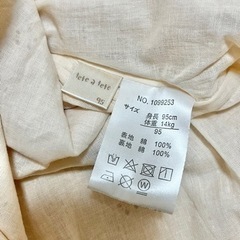 tete a tete
95
NO. 1099253
サイズ
身長 95cm
体重 14kg
95
表地 綿 100%
裏地 綿 100%
W